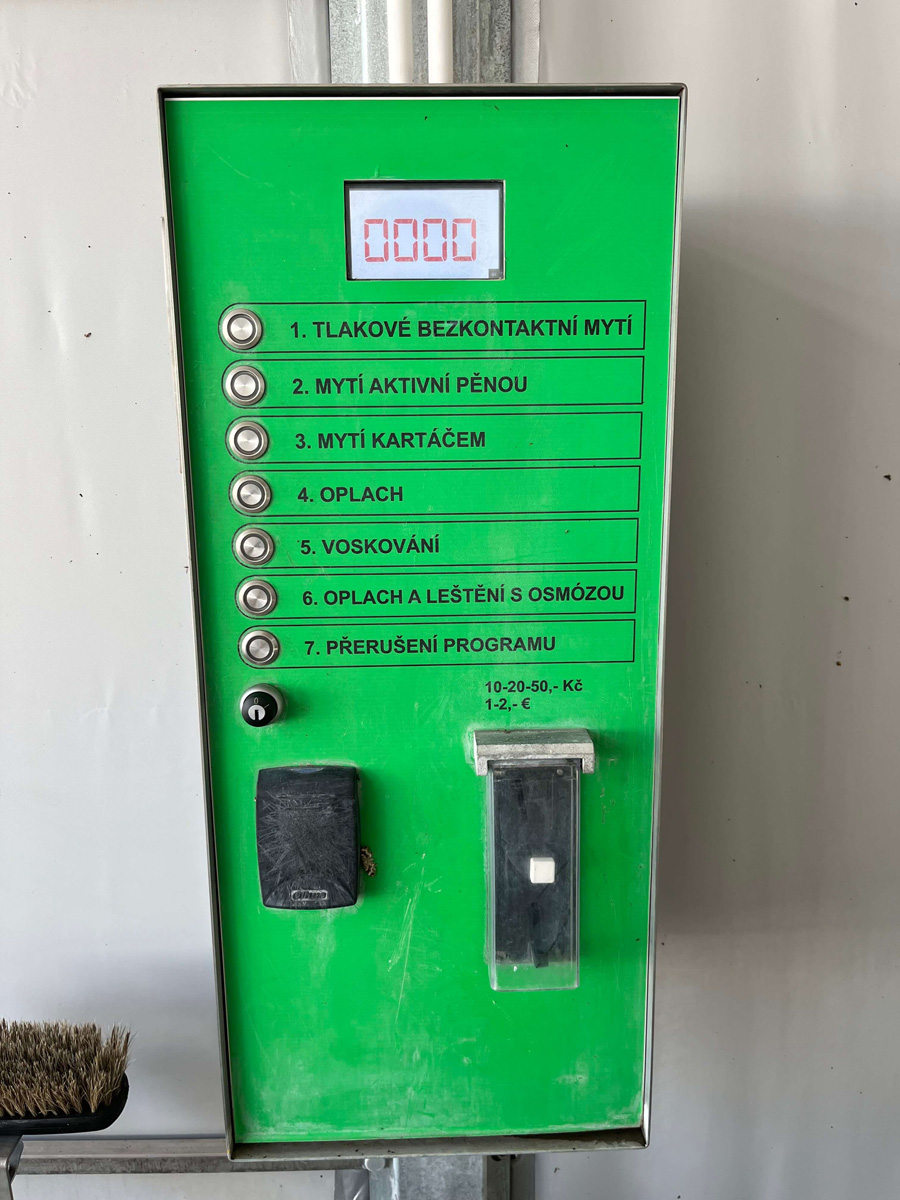 0000
1. TLAKOVÉ BEZKONTAKTNÍ MYTÍ
2. MYTÍ AKTIVNÍ PĚNOU
3. MYTÍ KARTÁČEM
4. OPLACH
5. VOSKOVÁNÍ
6. OPLACH A LEŠTĚNÍ S OSMÓZOU
7. PŘERUŠENÍ PROGRAMU
10-20-50,- Kč
1-2,- €
0